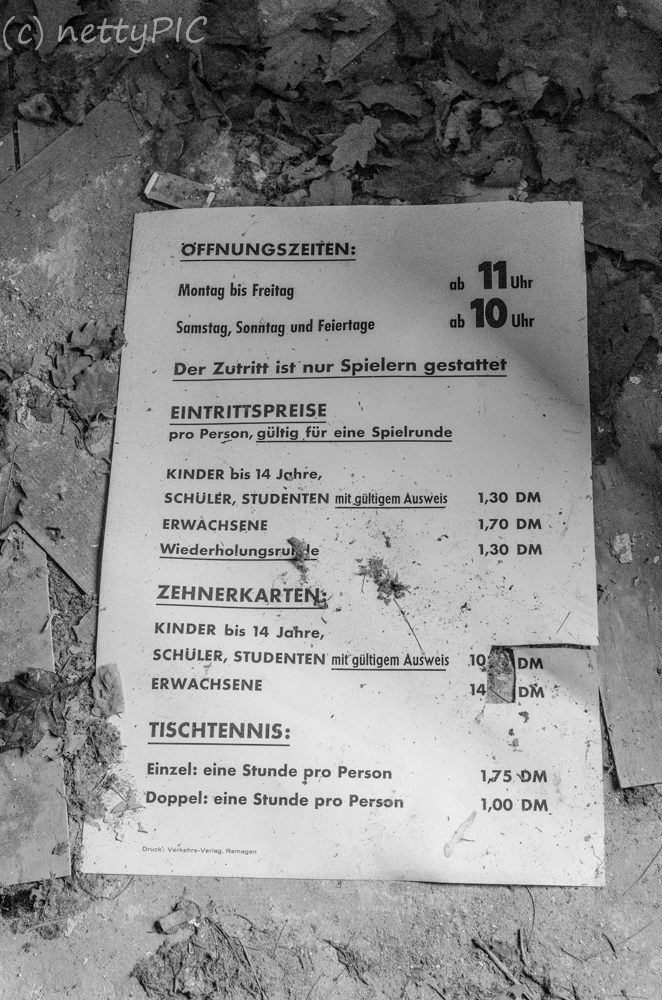 (c) nettyPIC
ÖFFNUNGSZEITEN:
Montag bis Freitag ab 11 Uhr
Samstag, Sonntag und Feiertage ab 10 Uhr
Der Zutritt ist nur Spielern gestattet
EINTRITTSPREISE
pro Person, gültig für eine Spielrunde
KINDER bis 14 Jahre,
SCHÜLER, STUDENTEN mit gültigem Ausweis 1,30 DM
ERWACHSENE 1,70 DM
Wiederholungsrunde 1,30 DM
ZEHNERKARTEN:
KINDER bis 14 Jahre,
SCHÜLER, STUDENTEN mit gültigem Ausweis 10 DM
ERWACHSENE 14 DM
TISCHTENNIS:
Einzel: eine Stunde pro Person 1,75 DM
Doppel: eine Stunde pro Person 1,00 DM
Druck: Verkehrs-Verlag, Remagen